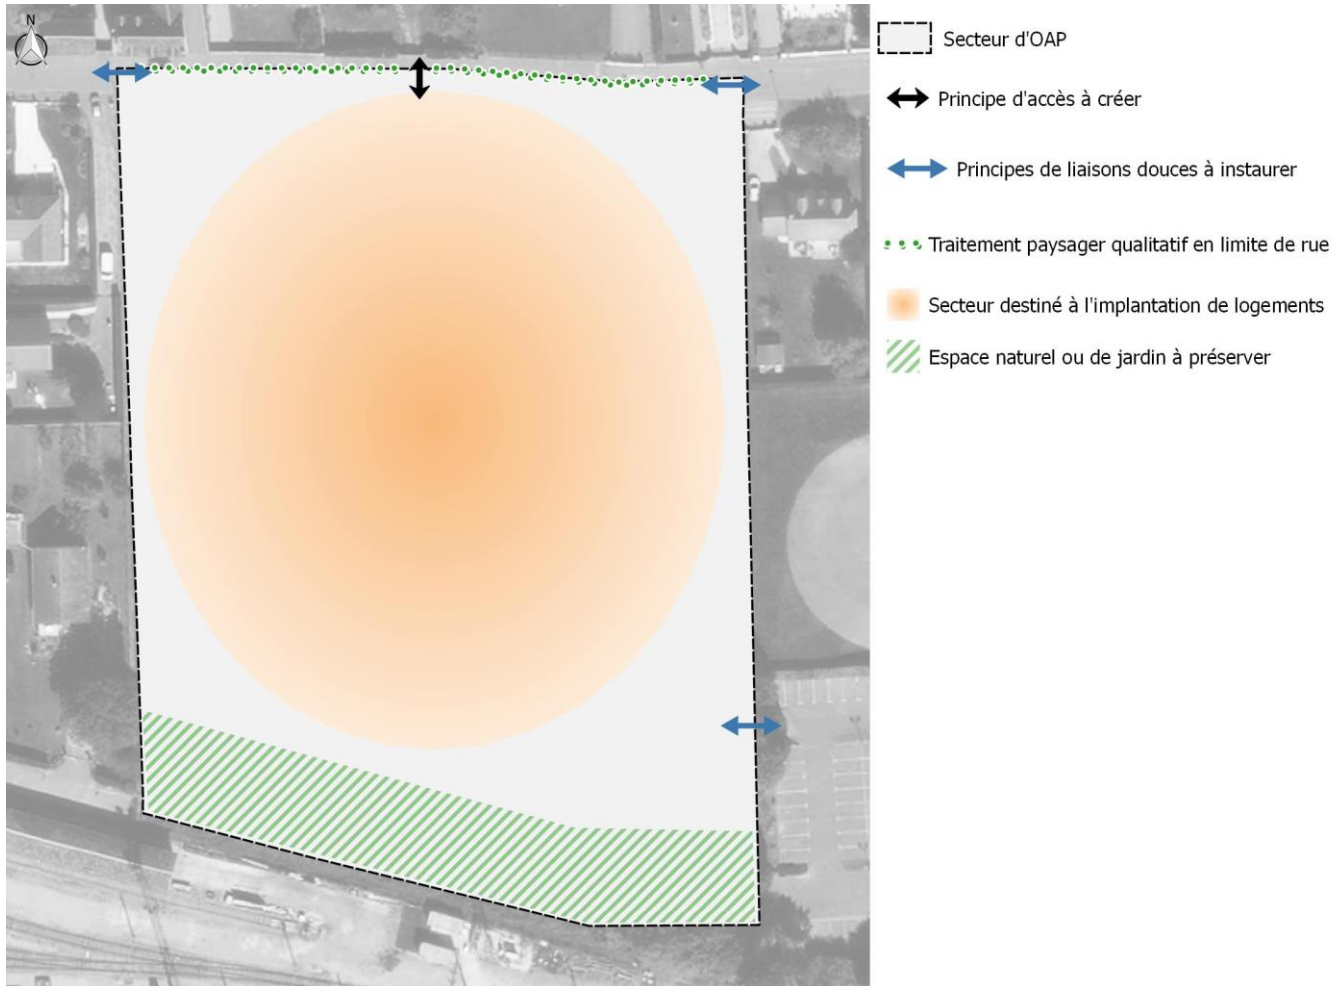 N
Secteur d'OAP
Principe d'accès à créer
Principes de liaisons douces à instaurer
Traitement paysager qualitatif en limite de rue
Secteur destiné à l'implantation de logements
Espace naturel ou de jardin à préserver